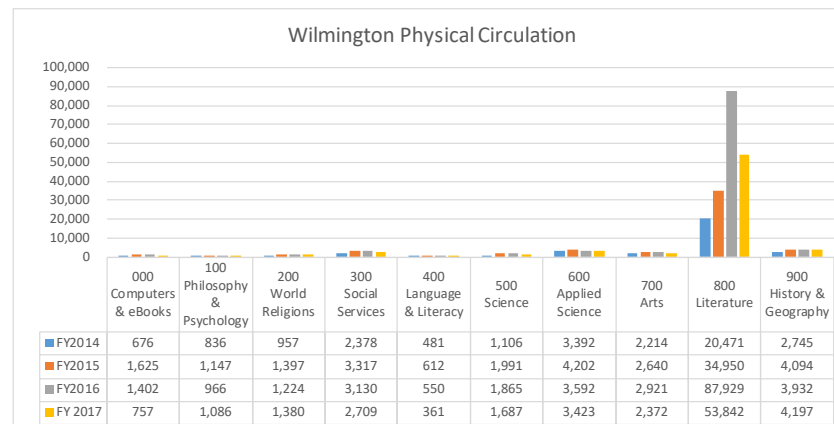 Wilmington Physical Circulation
100,000
90,000
80,000
70,000
60,000
50,000
40,000
30,000
20,000
10,000
0
000 Computers & eBooks
100 Philosophy & Psychology
200 World Religions
300 Social Services
400 Language & Literacy
500 Science
600 Applied Science
700 Arts
800 Literature
900 History & Geography
FY2014 676 836 957 2,378 481 1,106 3,392 2,214 20,471 2,745
FY2015 1,625 1,147 1,397 3,317 612 1,991 4,202 2,640 34,950 4,094
FY2016 1,402 966 1,224 3,130 550 1,865 3,592 2,921 87,929 3,932
FY 2017 757 1,086 1,380 2,709 361 1,687 3,423 2,372 53,842 4,197